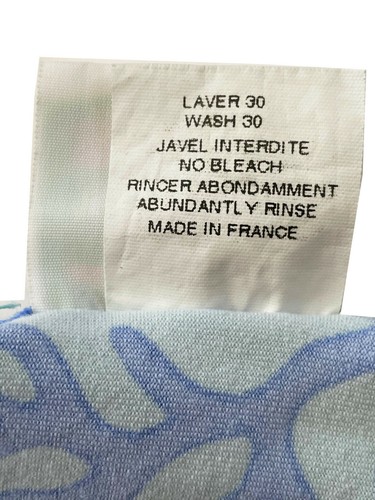 LAVER 30
WASH 30
JAVEL INTERDITE
NO BLEACH
RINCER ABONDAMMENT
ABUNDANTLY RINSE
MADE IN FRANCE